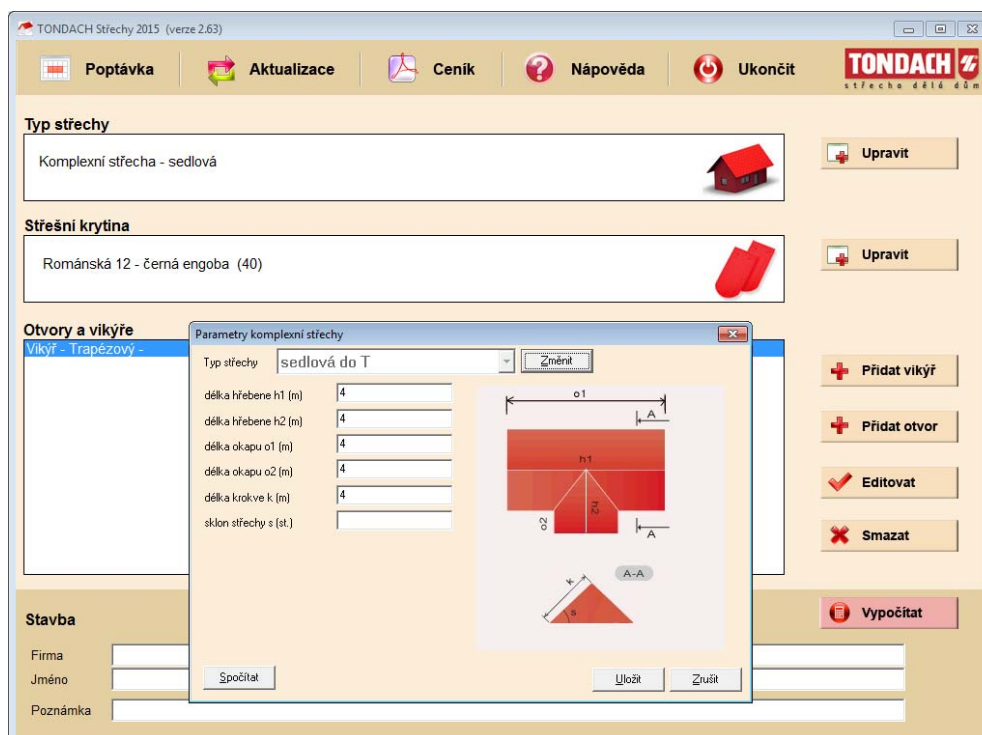 TONDACH Střechy 2015 (verze 2.63)
Poptávka
Aktualizace
Ceník
Nápověda
Ukončit
TONDACH
střecha dělá dům
Typ střechy
Komplexní střecha - sedlová
Upravit
Střešní krytina
Románská 12 - černá engoba (40)
Upravit
Otvory a vikýře
Vikýř - Trapézový -
Přidat vikýř
Přidat otvor
Editovat
Smazat
Parametry komplexní střechy
Typ střechy
sedlová do T
Změnit
délka hřebene h1 (m)
4
délka hřebene h2 (m)
4
délka okapu o1 (m)
4
délka okapu o2 (m)
4
délka krokve k (m)
4
sklon střechy s (st.)
o1
A
h1
h2
o2
A
A-A
k
s
Spočítat
Uložit
Zrušit
Stavba
Vypočítat
Firma
Jméno
Poznámka